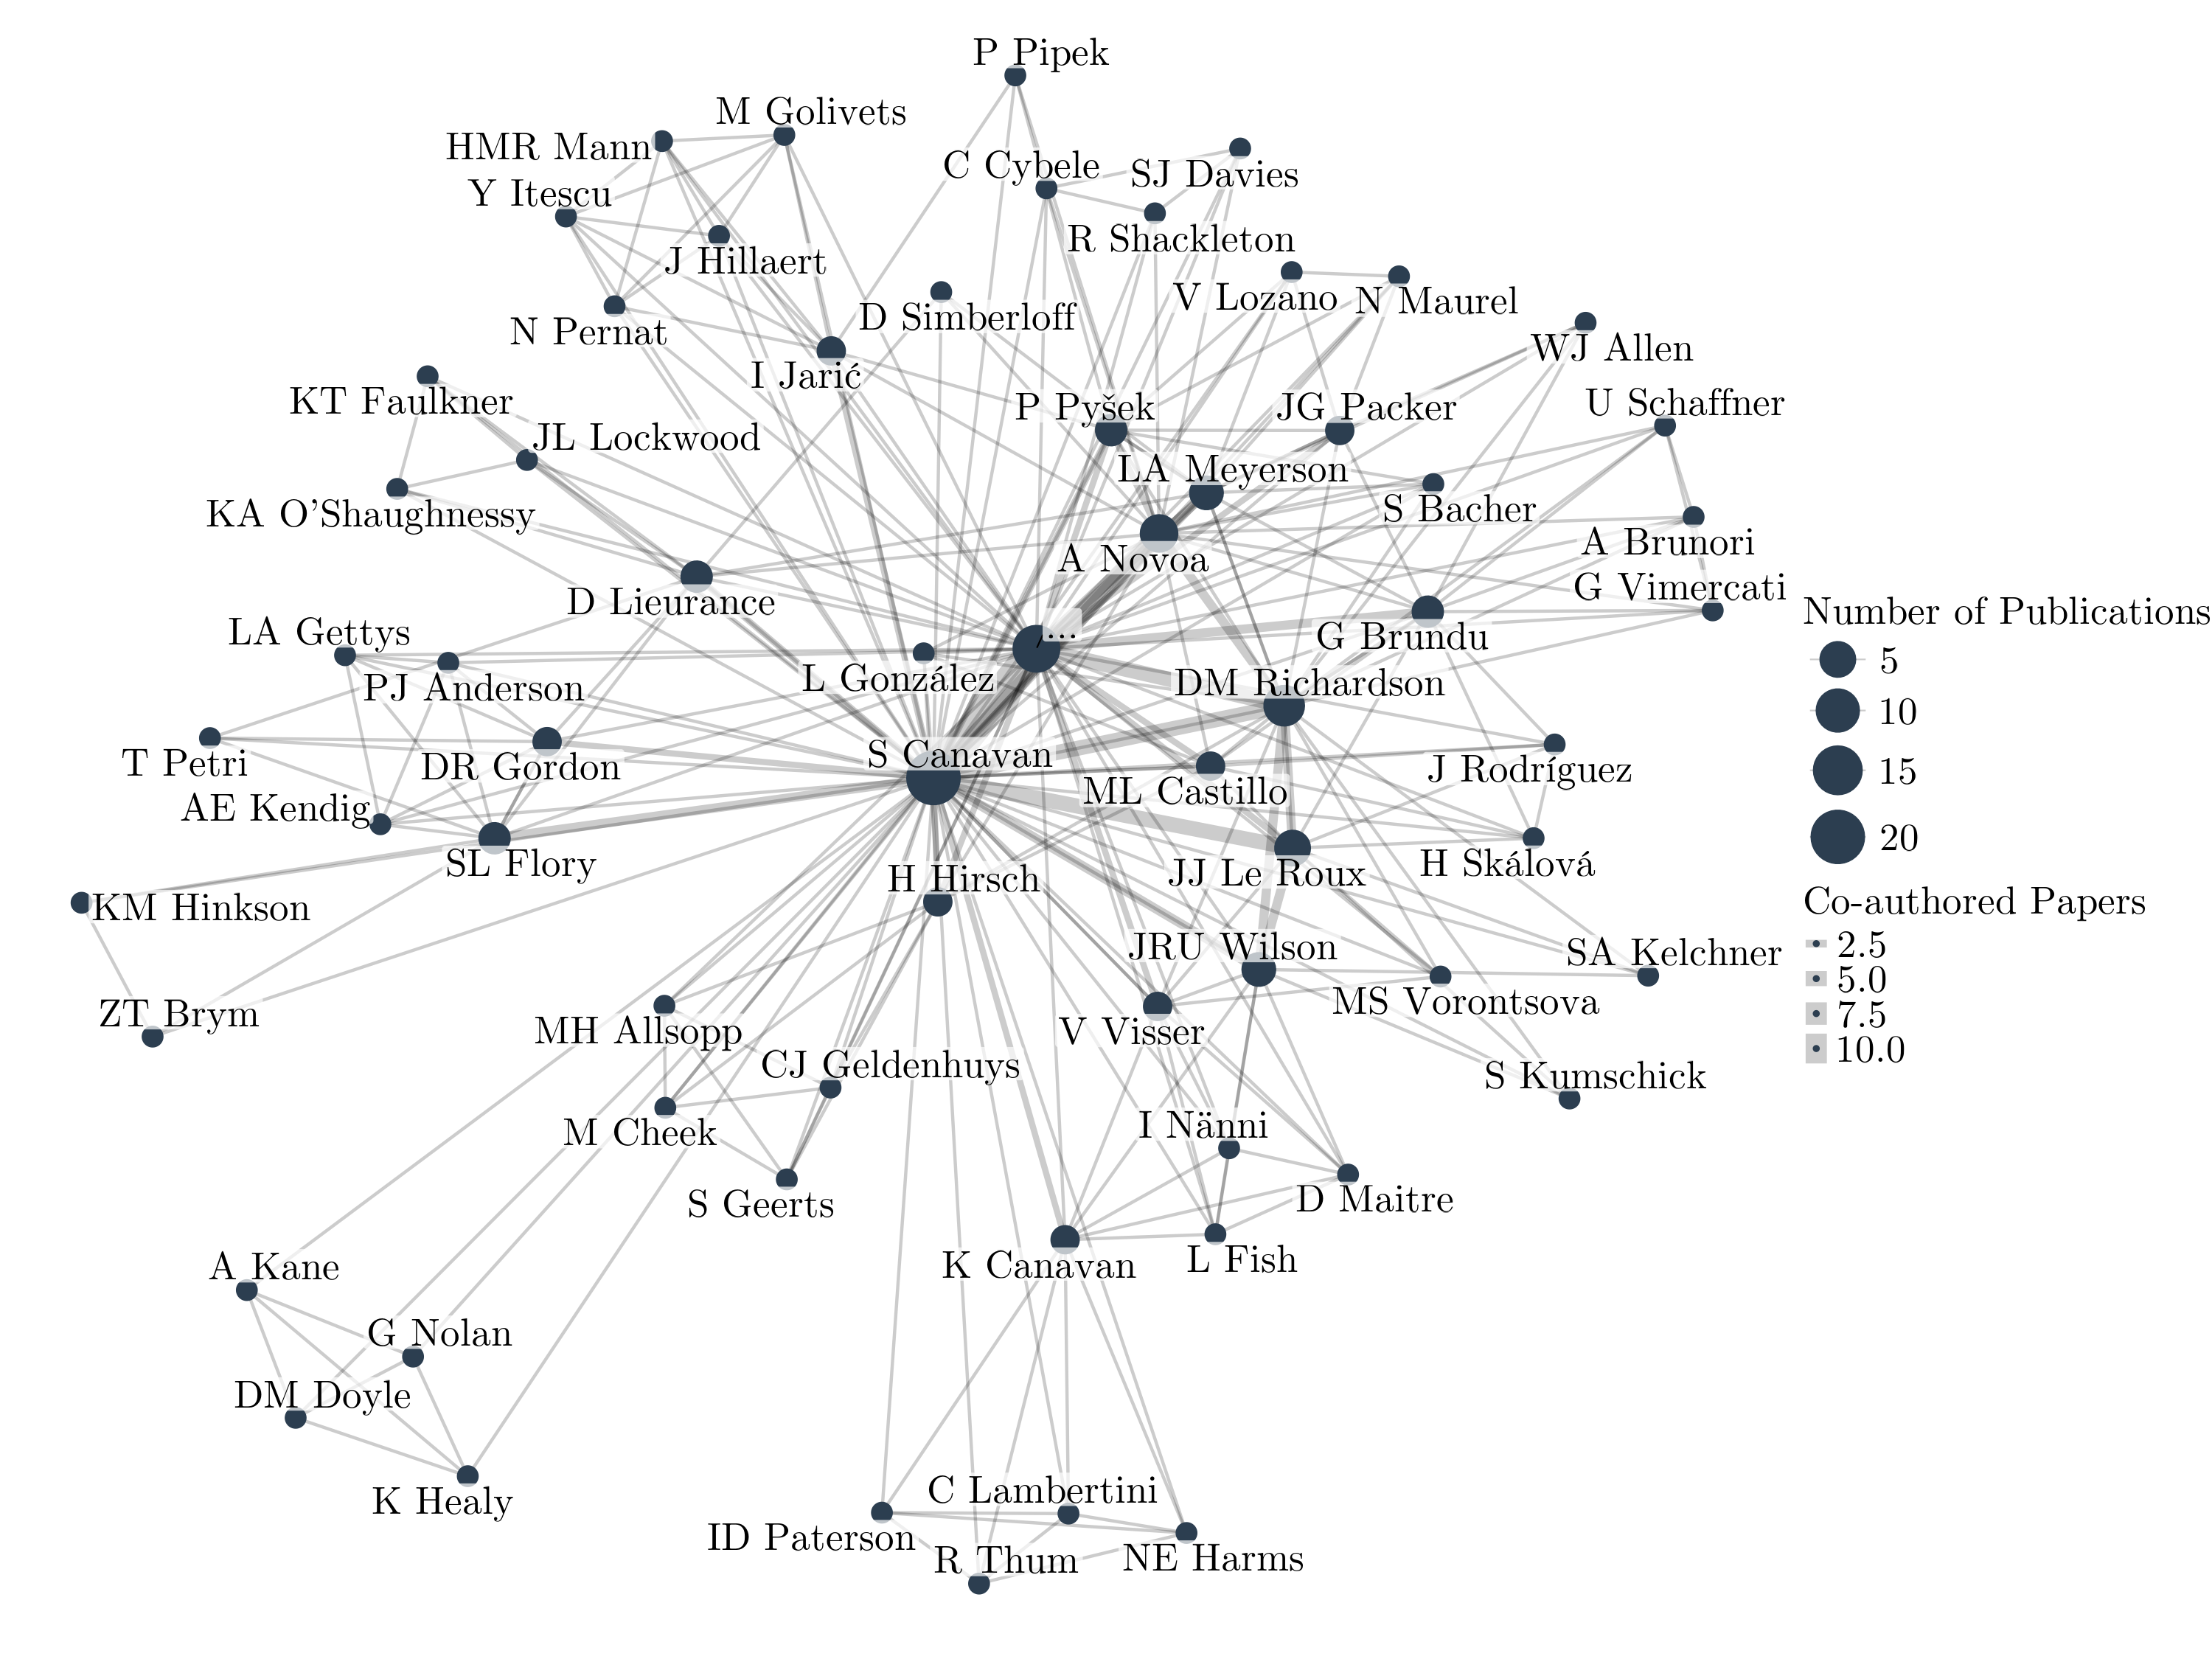 P Pipek
M Golivets
HMR Mann
C Cybele
SJ Davies
Y Itescu
R Shackleton
J Hillaert
V Lozano
N Maurel
D Simberloff
N Pernat
WJ Allen
I Jarić
KT Faulkner
U Schaffner
P Pyšek
JG Packer
JL Lockwood
LA Meyerson
KA O'Shaughnessy
S Bacher
A Brunori
A Novoa
G Vimercati
D Lieurance
Number of Publications
LA Gettys
...
G Brundu
5
L González
DM Richardson
PJ Anderson
10
S Canavan
T Petri
DR Gordon
J Rodríguez
15
ML Castillo
AE Kendig
20
SL Flory
H Skálová
H Hirsch
JJ Le Roux
Co-authored Papers
KM Hinkson
2.5
JRU Wilson
SA Kelchner
5.0
MS Vorontsova
7.5
ZT Brym
MH Allsopp
V Visser
10.0
CJ Geldenhuys
S Kumschick
M Cheek
I Nänni
S Geerts
D Maitre
A Kane
K Canavan
L Fish
G Nolan
DM Doyle
C Lambertini
K Healy
ID Paterson
R Thum
NE Harms